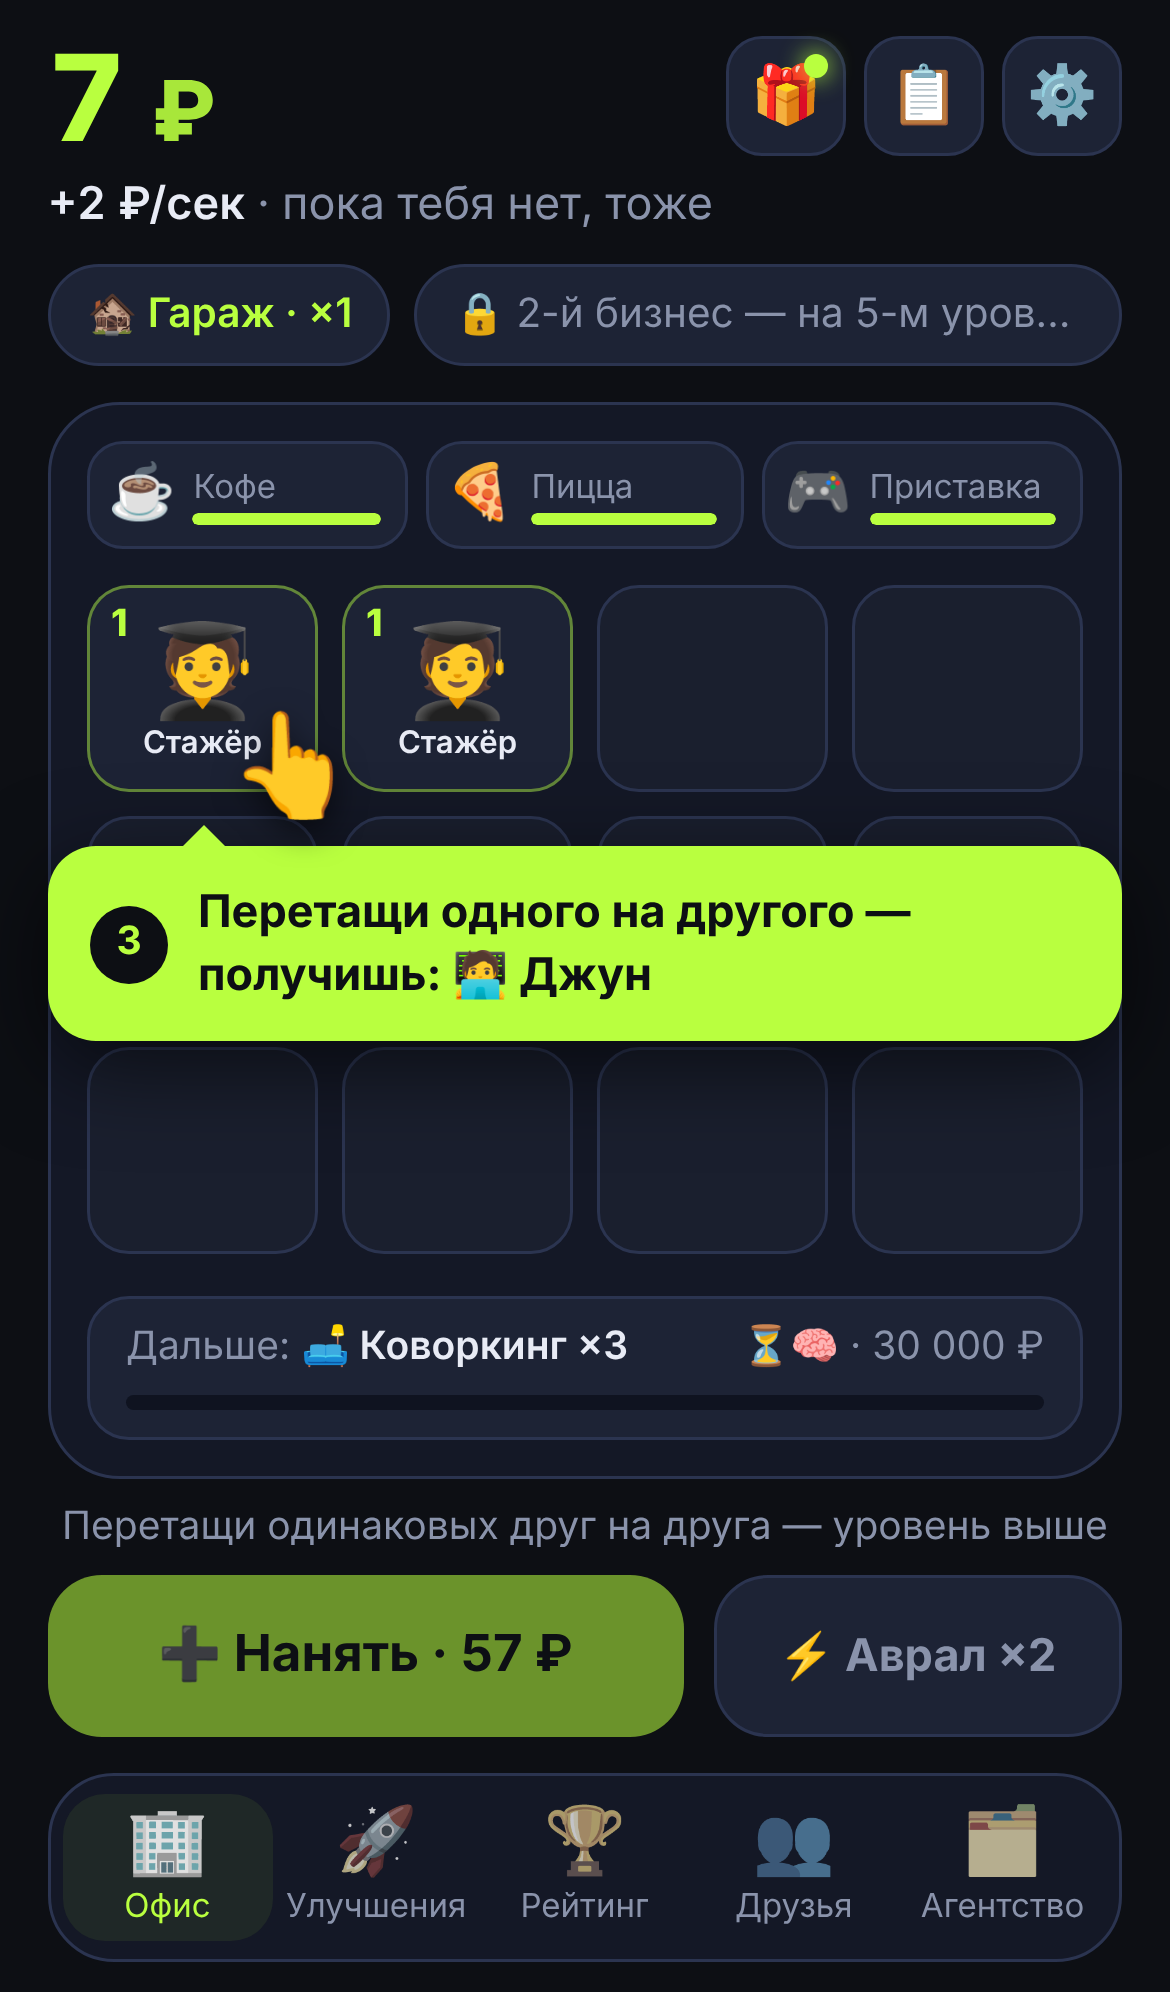 7 ₽
+2 ₽/сек · пока тебя нет, тоже
Гараж · ×1
2-й бизнес — на 5-м уров...
Кофе
Пицца
Приставка
1
Стажёр
1
Стажёр
3
Перетащи одного на другого —
получишь: Джун
Дальше: Коворкинг ×3
· 30 000 ₽
Перетащи одинаковых друг на друга — уровень выше
Нанять · 57 ₽
Аврал ×2
Офис
Улучшения
Рейтинг
Друзья
Агентство